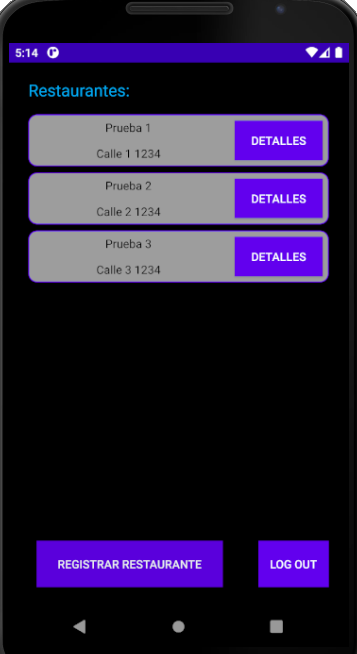 5:14
Restaurantes:
Prueba 1
Calle 1 1234
DETALLES
Prueba 2
Calle 2 1234
DETALLES
Prueba 3
Calle 3 1234
DETALLES
REGISTRAR RESTAURANTE
LOG OUT